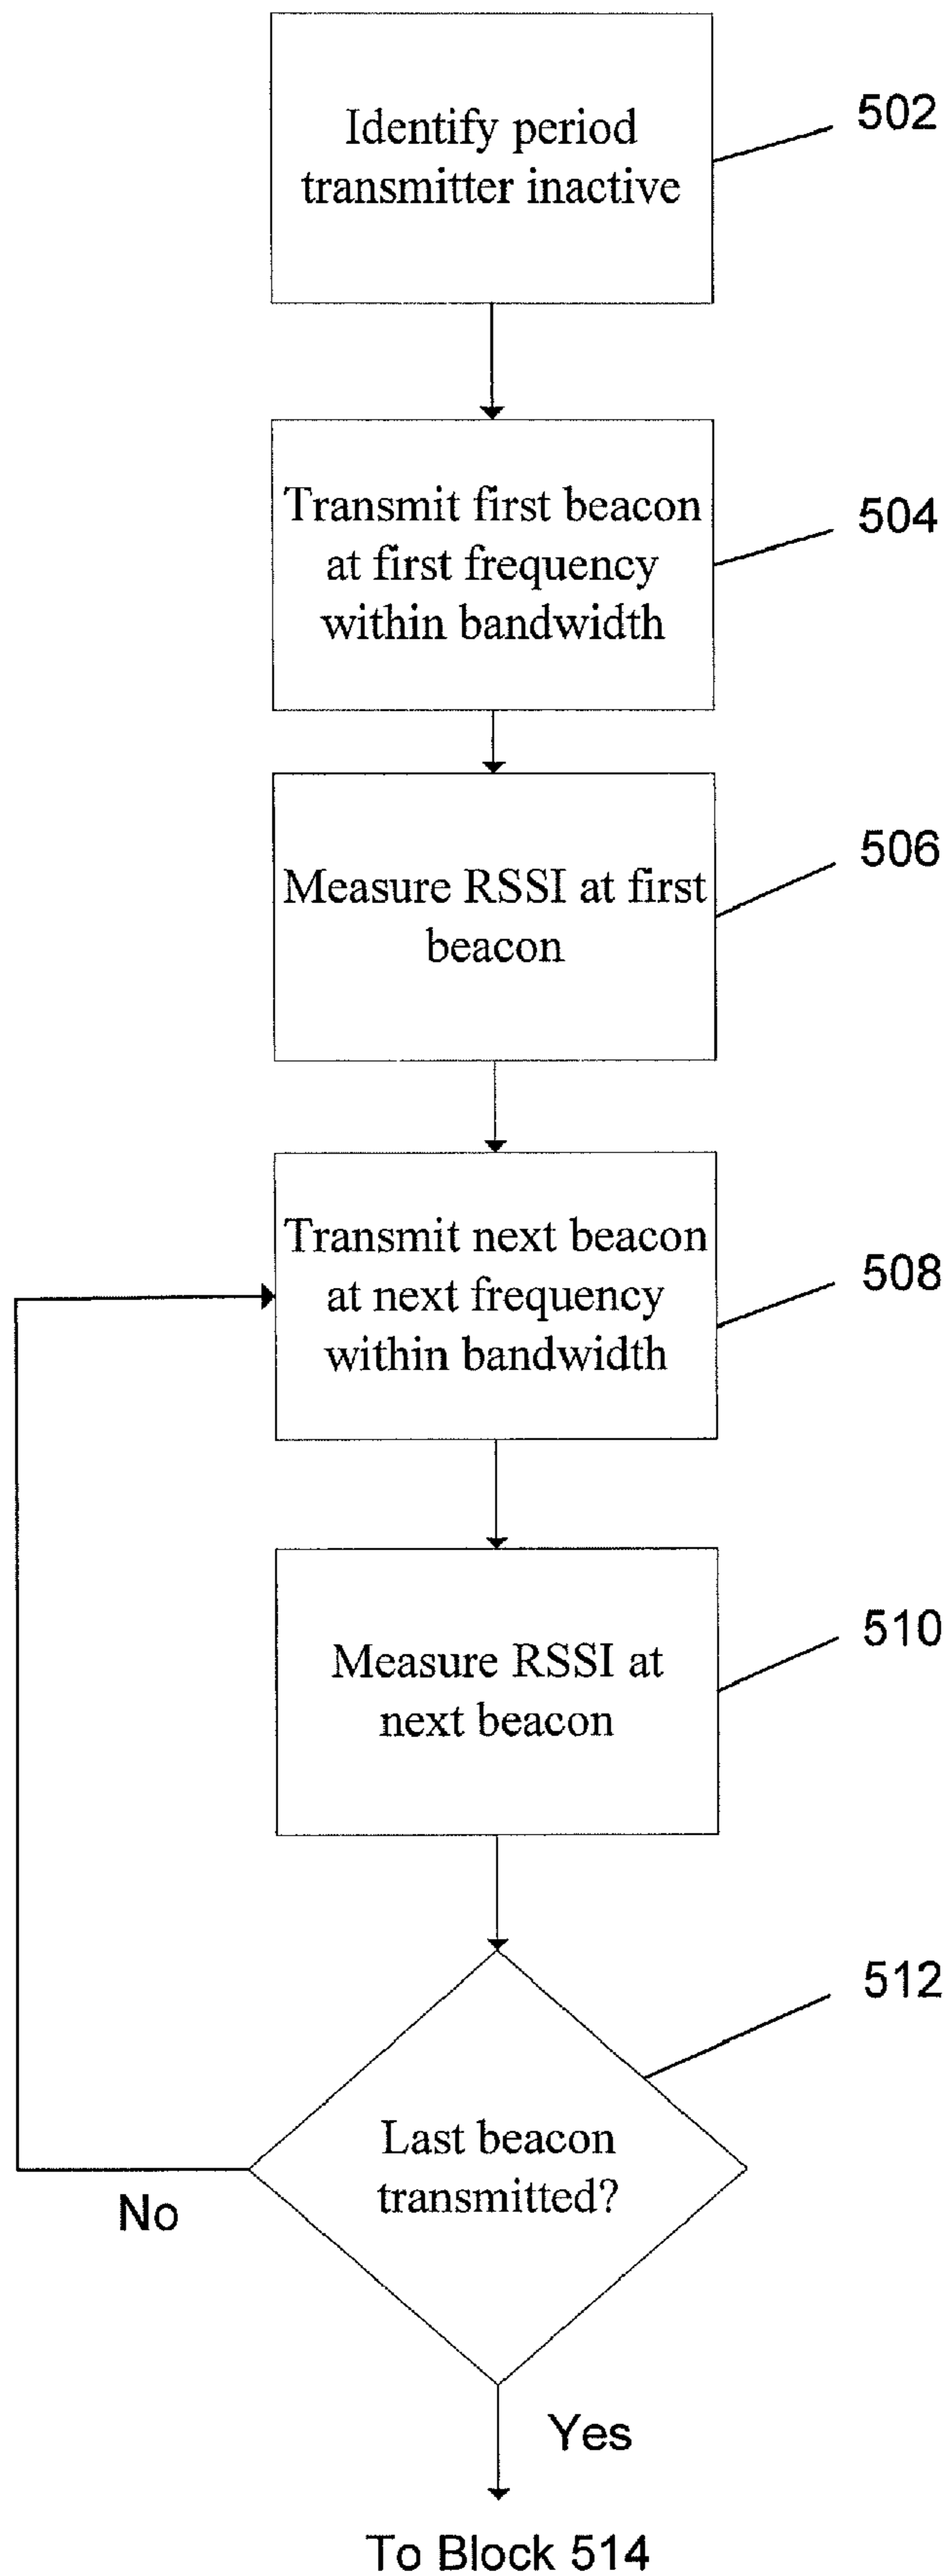 Identify period
transmitter inactive
502
Transmit first beacon
at first frequency
within bandwidth
504
Measure RSSI at first
beacon
506
Transmit next beacon
at next frequency
within bandwidth
508
Measure RSSI at
next beacon
510
Last beacon
transmitted?
512
No
Yes
To Block 514